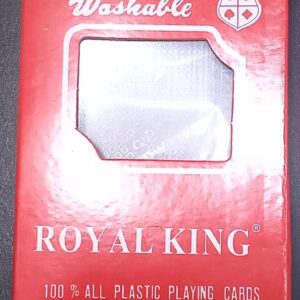 Washable
ROYAL KING®
100 % ALL PLASTIC PLAYING CARDS